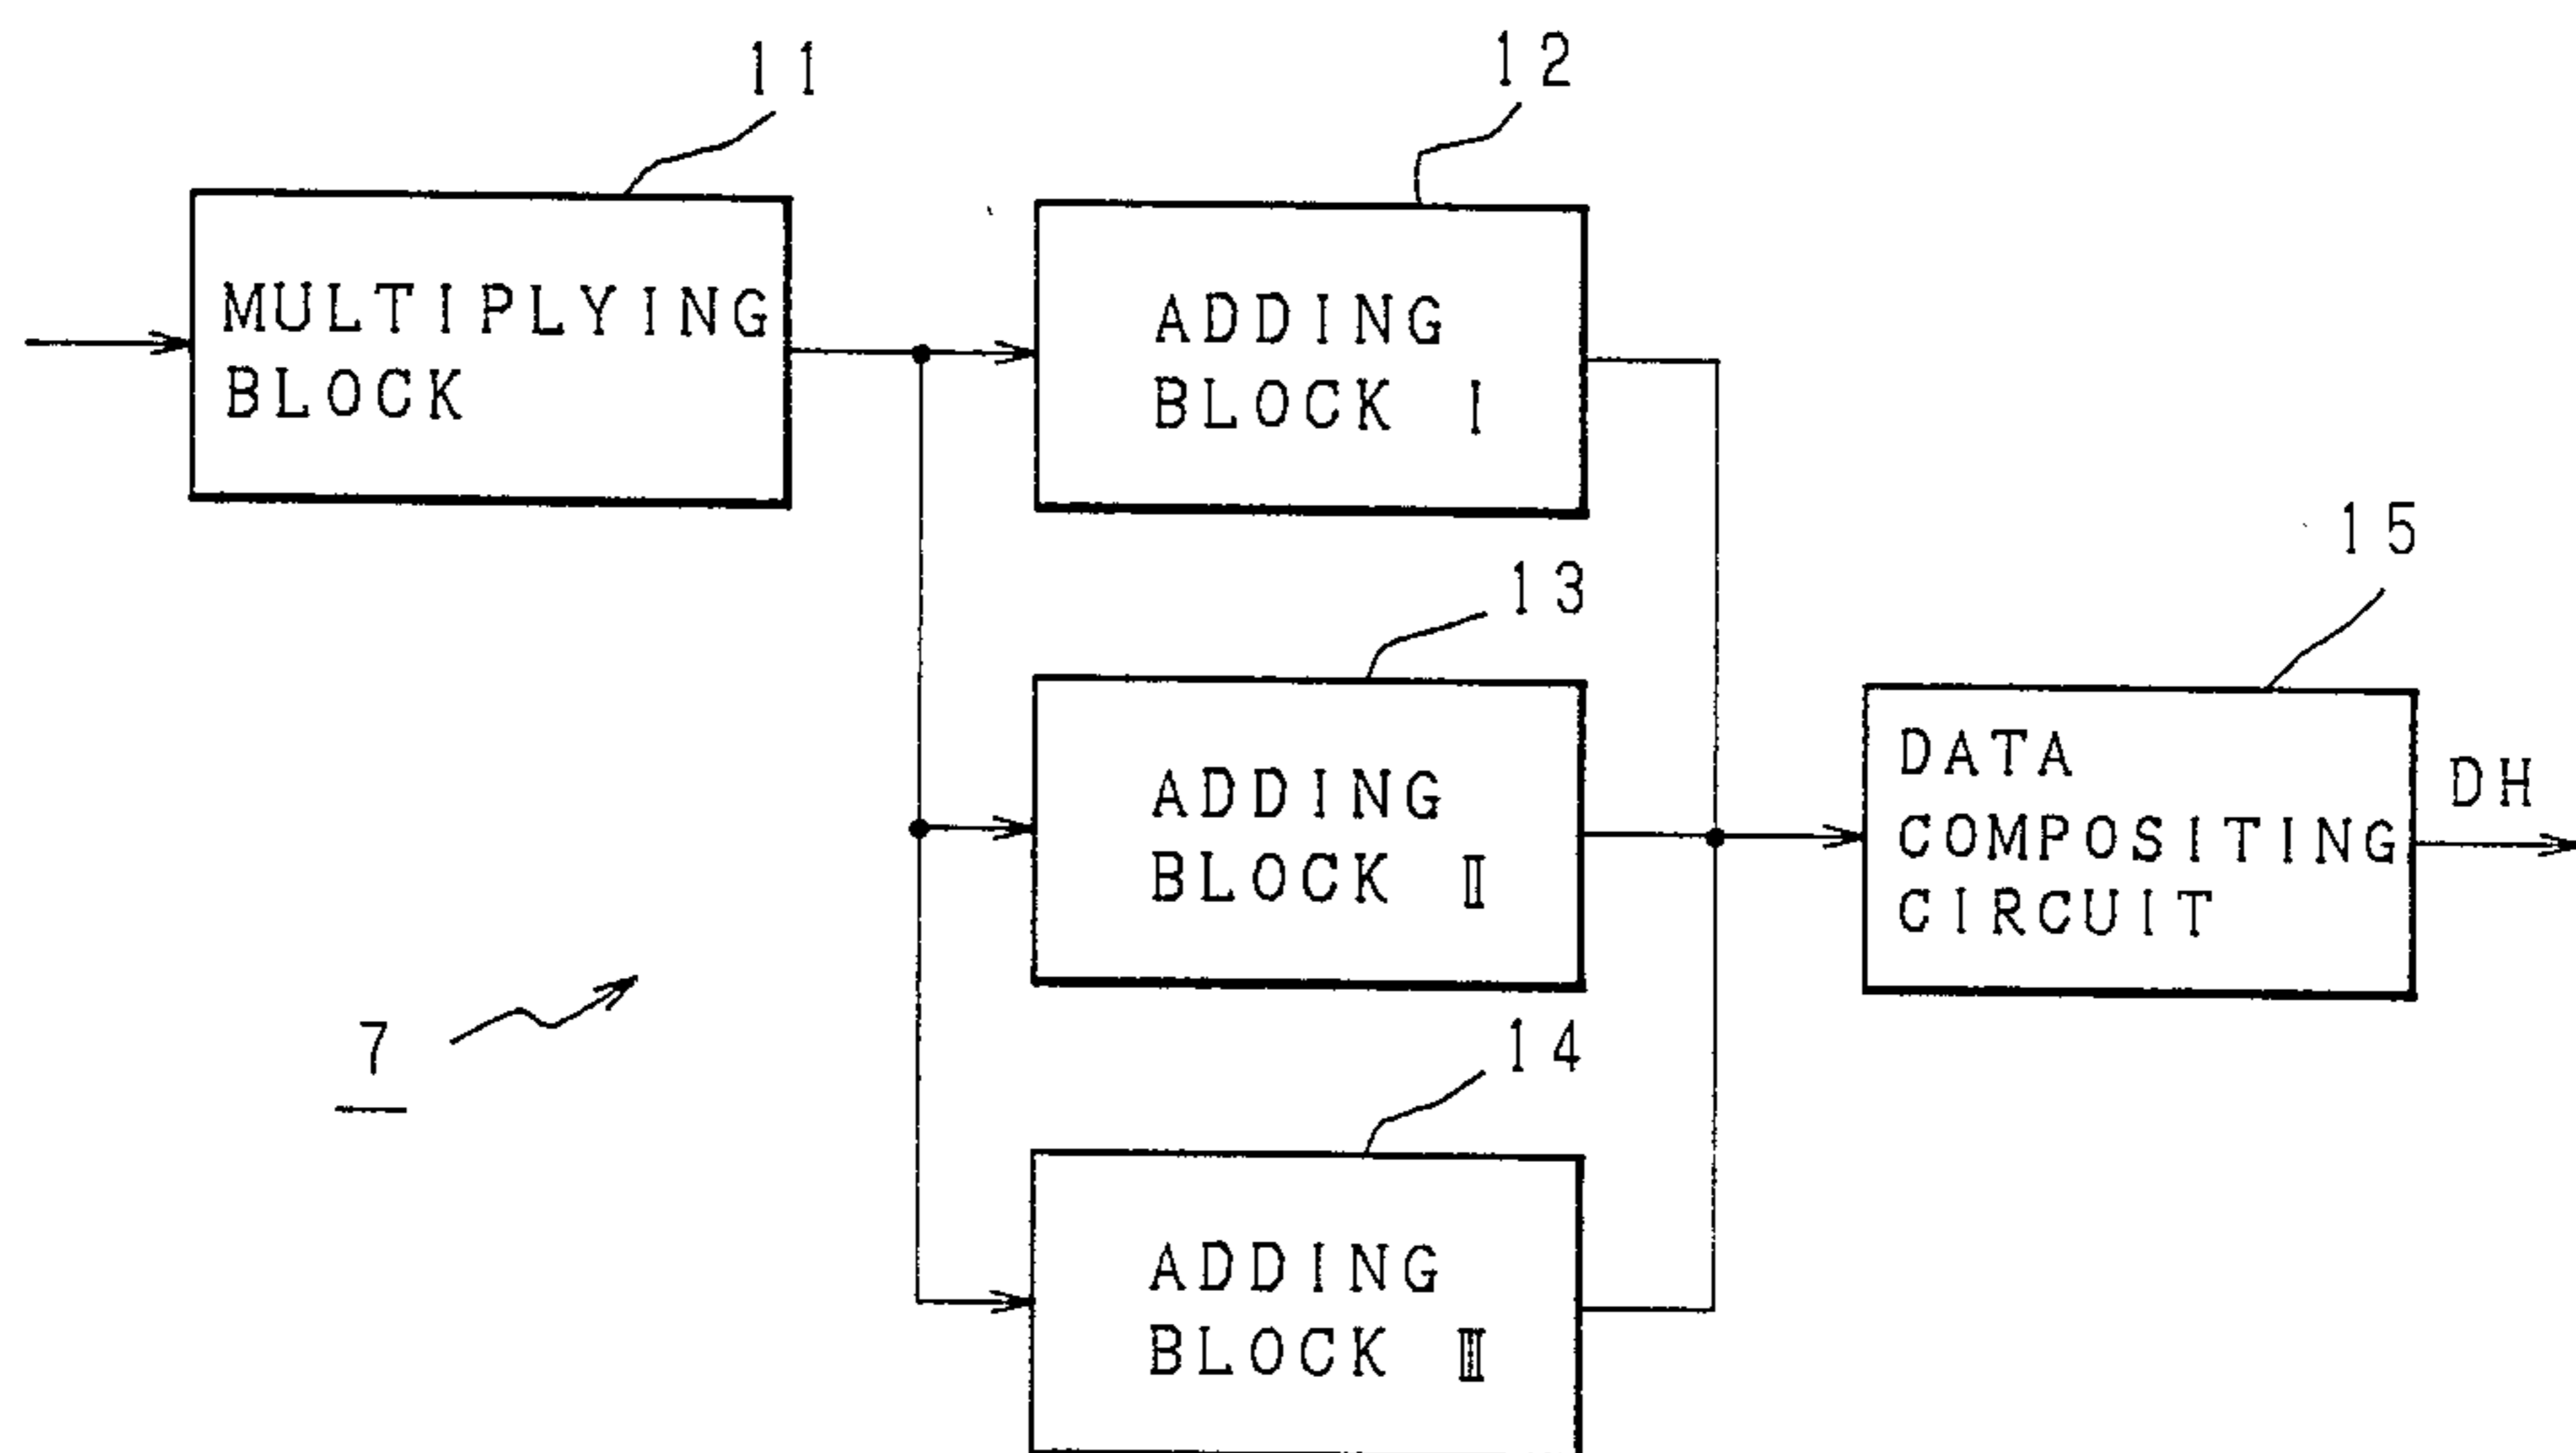 11
12
MULTIPLYING
BLOCK
ADDING
BLOCK I
13
15
ADDING
BLOCK II
DATA
COMPOSITING
CIRCUIT
DH
7
14
ADDING
BLOCK III